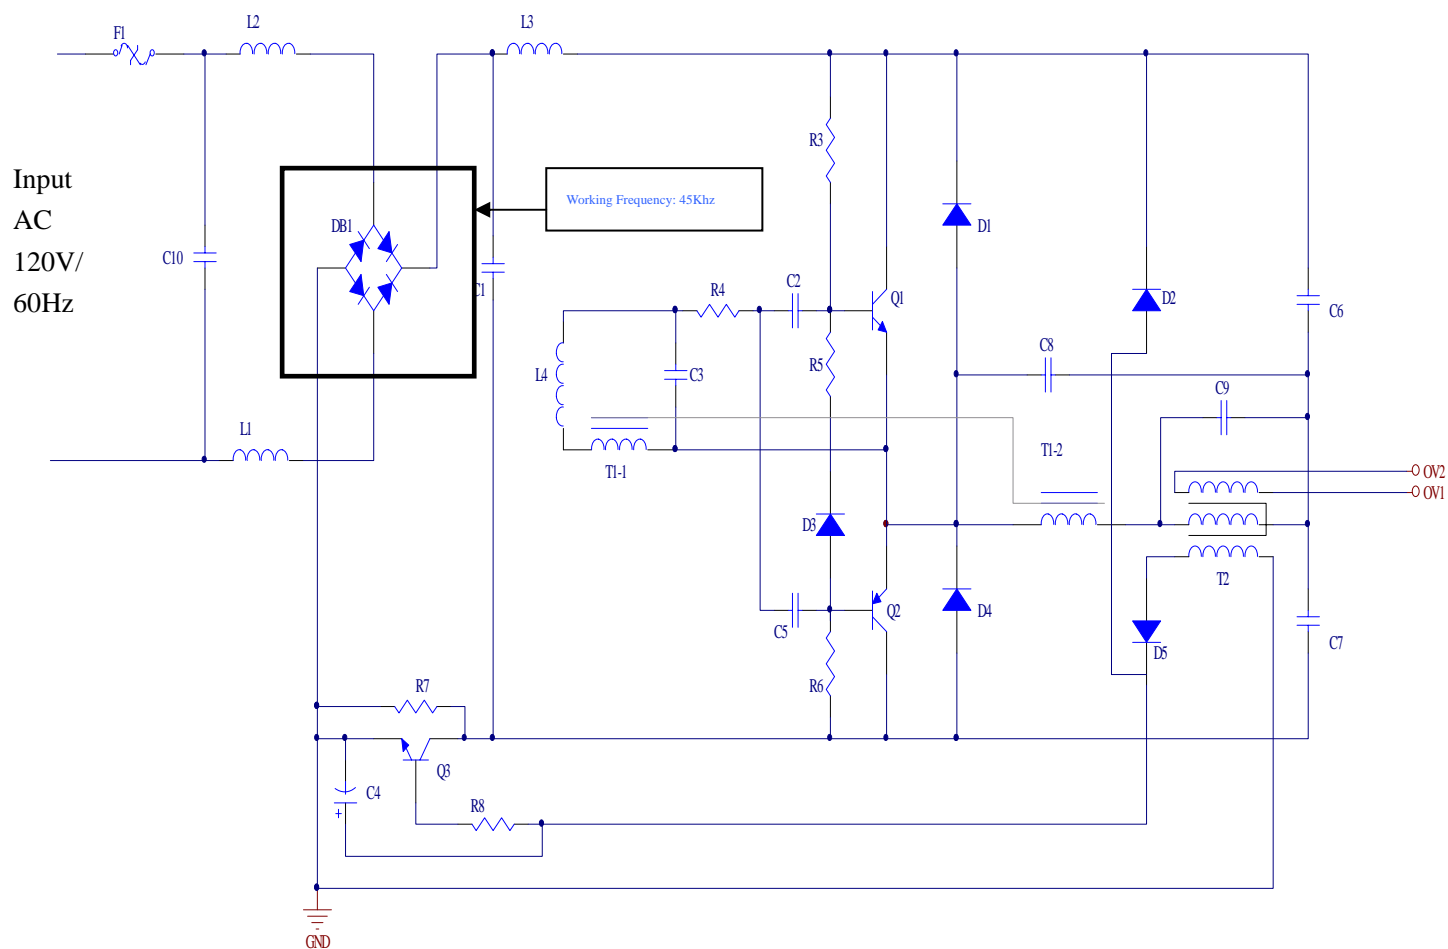 F1
L2
L3
Input
AC
120V/
60Hz
C10
DB1
Working Frequency: 45Khz
C1
R3
D1
D2
C6
R4
C2
Q1
R5
C8
L4
C3
C9
L1
T1-1
T1-2
OV2
OV1
D3
T2
C5
Q2
D4
D5
C7
R6
R7
Q3
C4
+
R8
GND